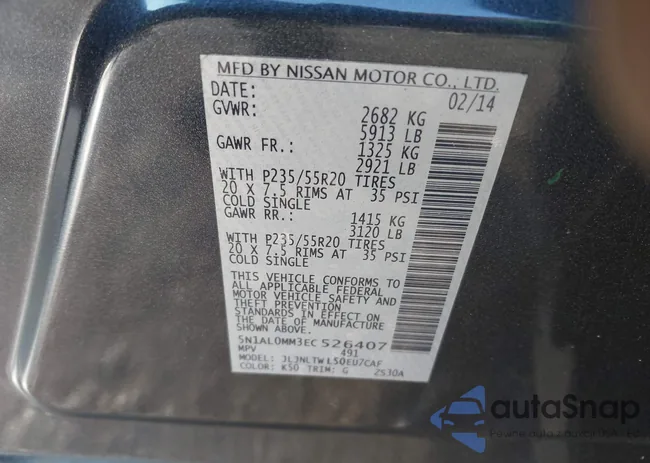 MFD BY NISSAN MOTOR CO., LTD.
DATE: 02/14
GVWR: 2682 KG
5913 LB
GAWR FR.: 1325 KG
2921 LB
WITH P235/55R20 TIRES
20 X 7.5 RIMS AT 35 PSI
COLD SINGLE
GAWR RR.: 1415 KG
3120 LB
WITH P235/55R20 TIRES
20 X 7.5 RIMS AT 35 PSI
COLD SINGLE
THIS VEHICLE CONFORMS TO
ALL APPLICABLE FEDERAL
MOTOR VEHICLE SAFETY AND
THEFT PREVENTION
STANDARDS IN EFFECT ON
THE DATE OF MANUFACTURE
SHOWN ABOVE.
5N1AL0MM3EC 526407
MPV 491
MODEL: JLJNLTW L50EU7CAF
COLOR: K50 TRIM: G 2S30A
autaSnap